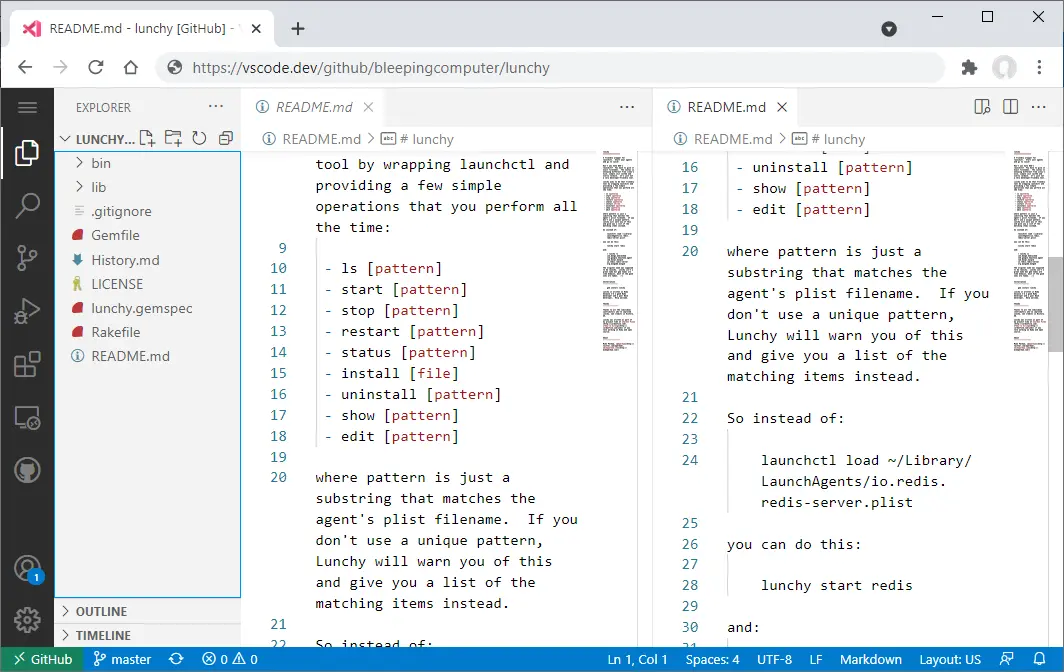 README.md - lunchy [GitHub] -
https://vscode.dev/github/bleepingcomputer/lunchy
EXPLORER
LUNCHY...
bin
lib
.gitignore
Gemfile
History.md
LICENSE
lunchy.gemspec
Rakefile
README.md
OUTLINE
TIMELINE
1
README.md
README.md > abc # lunchy
tool by wrapping launchctl and
providing a few simple
operations that you perform all
the time:
9
10 - ls [pattern]
11 - start [pattern]
12 - stop [pattern]
13 - restart [pattern]
14 - status [pattern]
15 - install [file]
16 - uninstall [pattern]
17 - show [pattern]
18 - edit [pattern]
19
20 where pattern is just a
substring that matches the
agent's plist filename.  If you
don't use a unique pattern,
Lunchy will warn you of this
and give you a list of the
matching items instead.
21
22 So instead of:
README.md
README.md > abc # lunchy
16 - uninstall [pattern]
17 - show [pattern]
18 - edit [pattern]
19
20 where pattern is just a
substring that matches the
agent's plist filename.  If you
don't use a unique pattern,
Lunchy will warn you of this
and give you a list of the
matching items instead.
21
22 So instead of:
23
24 launchctl load ~/Library/
LaunchAgents/io.redis.
redis-server.plist
25
26 you can do this:
27
28 lunchy start redis
29
30 and:
GitHub master 0 0 Ln 1, Col 1 Spaces: 4 UTF-8 LF Markdown Layout: US